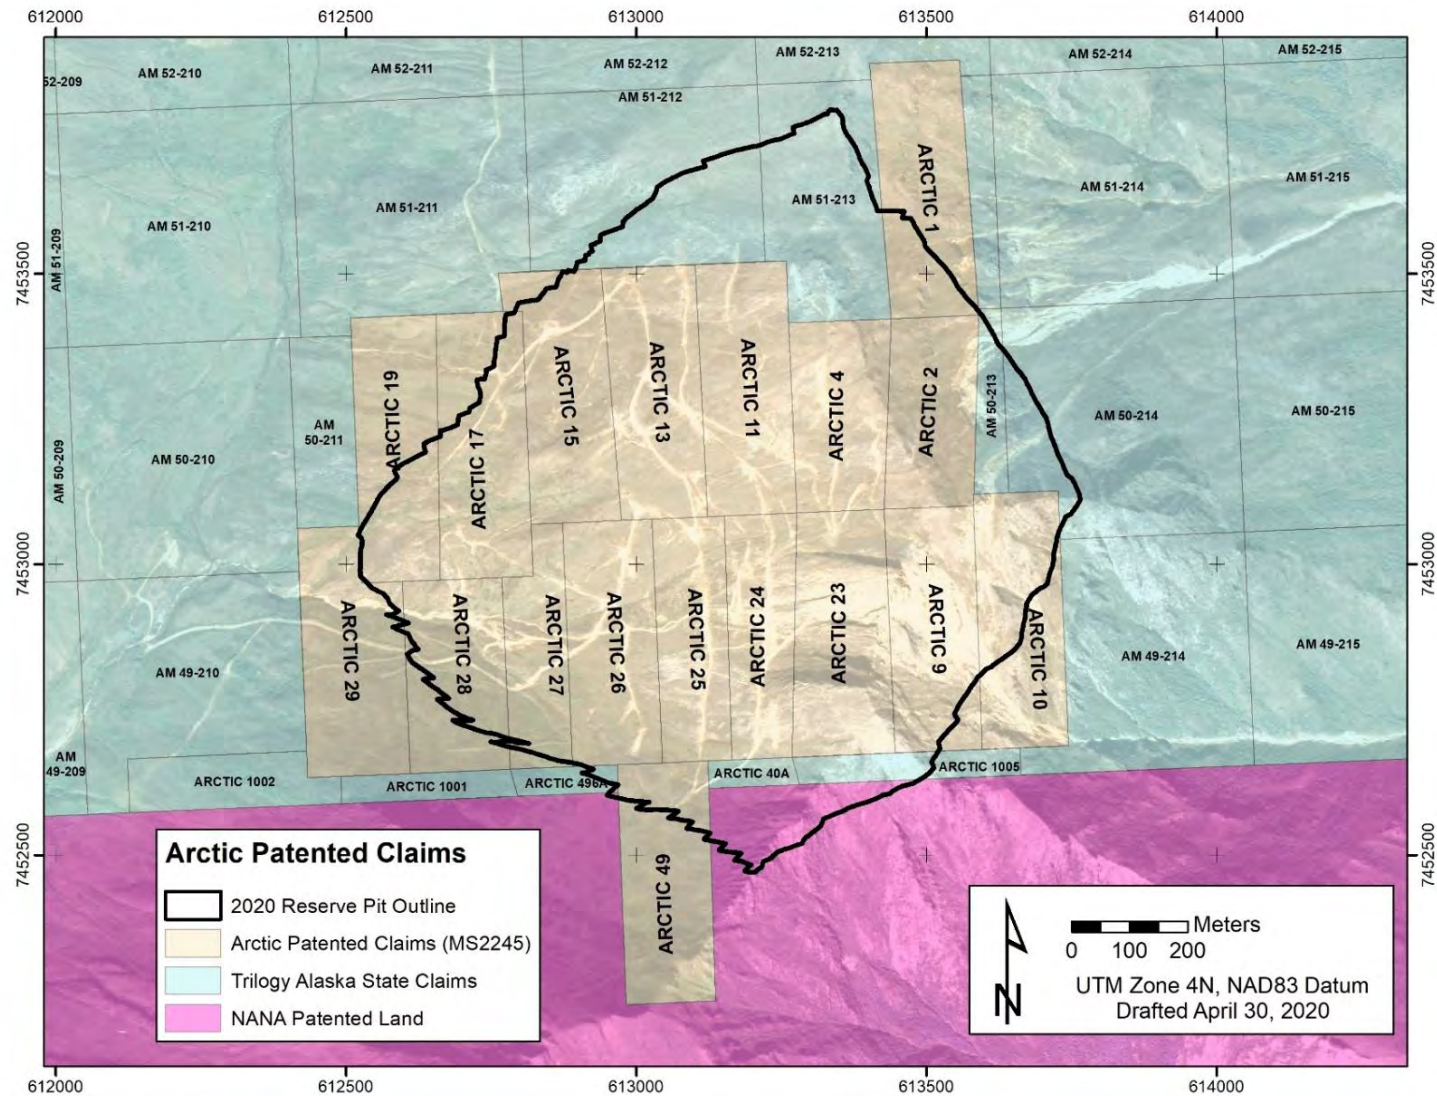 612000
612500
613000
613500
614000
52-209
AM 52-210
AM 52-211
AM 52-212
AM 52-213
AM 52-214
AM 52-215
AM 51-212
ARCTIC 1
AM 51-209
AM 51-210
AM 51-211
AM 51-213
AM 51-214
AM 51-215
7453500
7453500
ARCTIC 19
ARCTIC 17
ARCTIC 15
ARCTIC 13
ARCTIC 11
ARCTIC 4
ARCTIC 2
AM 50-213
AM 50-209
AM 50-210
AM
50-211
AM 50-214
AM 50-215
7453000
7453000
ARCTIC 29
ARCTIC 28
ARCTIC 27
ARCTIC 26
ARCTIC 25
ARCTIC 24
ARCTIC 23
ARCTIC 9
ARCTIC 10
AM 49-210
AM 49-214
AM 49-215
AM
49-209
ARCTIC 1002
ARCTIC 1001
ARCTIC 496A
ARCTIC 40A
ARCTIC 1005
7452500
7452500
ARCTIC 49
Arctic Patented Claims
2020 Reserve Pit Outline
Arctic Patented Claims (MS2245)
Trilogy Alaska State Claims
NANA Patented Land
N
Meters
0 100 200
UTM Zone 4N, NAD83 Datum
Drafted April 30, 2020
612000
612500
613000
613500
614000